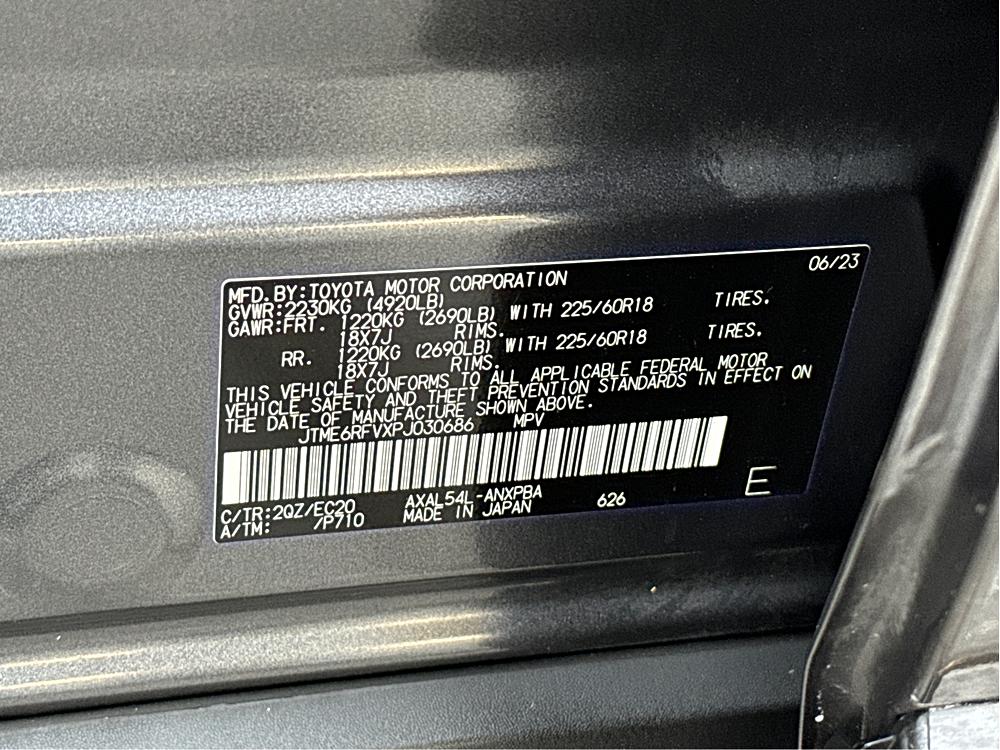 06/23
MFD. BY:TOYOTA MOTOR CORPORATION
GVWR:2230KG (4920LB)
GAWR:FRT. 1220KG (2690LB) WITH 225/60R18 TIRES.
18X7J RIMS.
RR. 1220KG (2690LB) WITH 225/60R18 TIRES.
18X7J RIMS.
THIS VEHICLE CONFORMS TO ALL APPLICABLE FEDERAL MOTOR
VEHICLE SAFETY AND THEFT PREVENTION STANDARDS IN EFFECT ON
THE DATE OF MANUFACTURE SHOWN ABOVE.
JTME6RFVXPJ030686 MPV
C/TR:2QZ/EC20 AXAL54L-ANXPBA 626 E
A/TM: /P710 MADE IN JAPAN